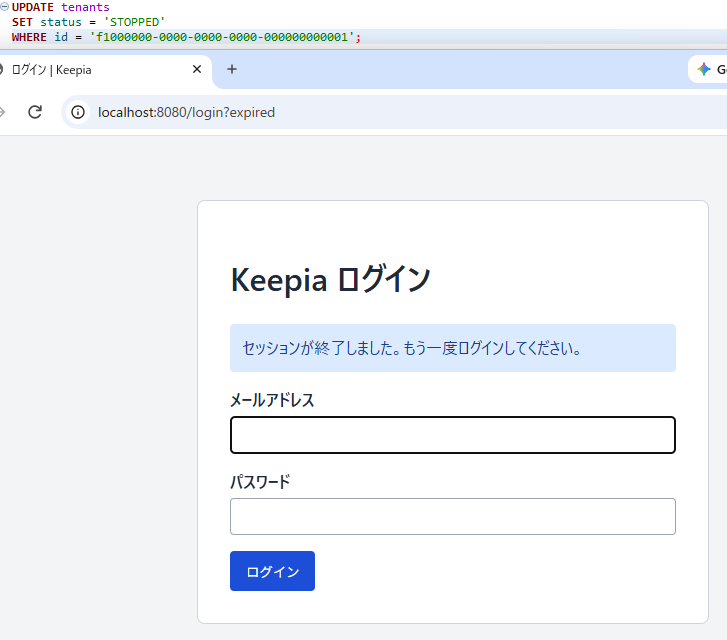 UPDATE tenants
SET status = 'STOPPED'
WHERE id = 'f1000000-0000-0000-0000-000000000001';
ログイン | Keepia
localhost:8080/login?expired
Keepia ログイン
セッションが終了しました。もう一度ログインしてください。
メールアドレス
パスワード
ログイン